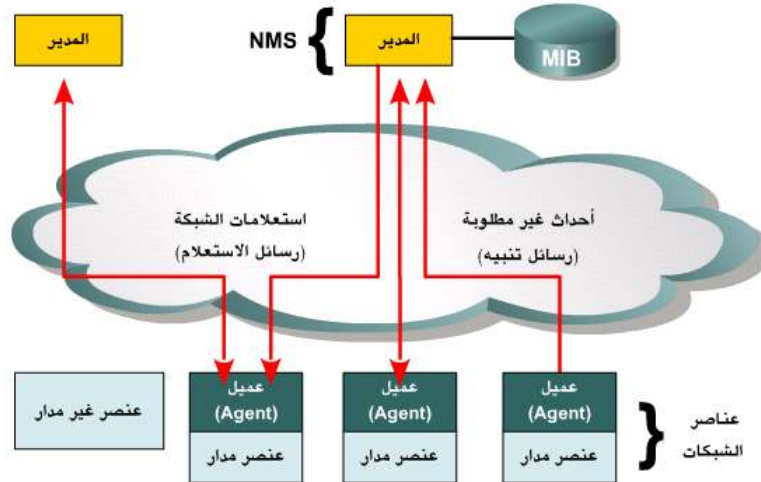 المدير
NMS
المدير
MIB
استعلامات الشبكة
(رسائل الاستعلام)
أحداث غير مطلوبة
(رسائل تنبيه)
عنصر غير مدار
عميل
(Agent)
عنصر مدار
عميل
(Agent)
عنصر مدار
عميل
(Agent)
عنصر مدار
عناصر
الشبكات